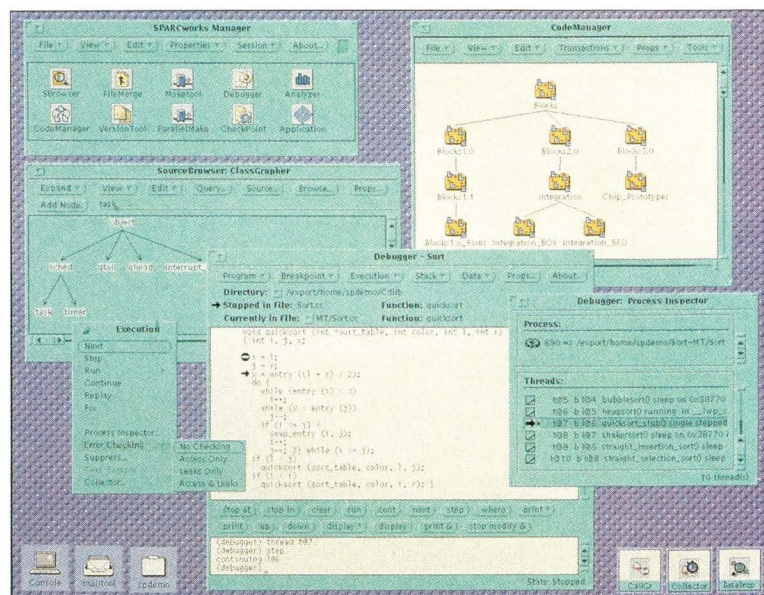 SPARCworks Manager
File View Edit Properties Session About...
SBrowser FileMerge Maketool Debugger Analyzer
CodeManager VersionTool ParallelMake CheckPoint Application
CodeManager
File View Edit Transactions Props Tools
Blocks
Blocks1.0 Blocks2.0 Blocks3.0
Blocks1.1 Integration Chip_Prototypes
Integration_BOS Integration_SFO
SourceBrowser: ClassGrapher
Expand View Edit Query... Source... Browse... Props...
Add Node: task
object
sched qtail qhead interrupt_
task timer
Debugger - Sort
Program Breakpoint Execution Stack Data Props... About...
Directory: /export/home/spdemo/Cdlib
Stopped in File: Sort.cc Function: quicksort
Currently in File: MT/Sort.cc Function: quicksort
void quicksort (int *sort_table, int color, int l, int r)
{ int i, j, x;
i = l;
j = r;
x = entry ((l + r) / 2);
do {
while (entry (i) < x)
i++;
while (x < entry (j))
j--;
if (i <= j) {
swap_entry (i, j);
i++;
j--; }} while (i <= j);
if (l < j)
quicksort (sort_table, color, l, j);
if (i < r)
quicksort (sort_table, color, i, r); }
stop at stop in clear run cont next step where print *
print up down display * display print & stop modify &
(debugger) thread t@7
(debugger) step
continuing l@6
(debugger)
State: Stopped
Execution
Next
Step
Run
Continue
Replay
Fix
Process Inspector...
Error Checking
Suppress...
Collector...
No Checking
Access Only
Leaks Only
Access & Leaks
Debugger: Process Inspector
Process:
690 => /export/home/spdemo/Sort-MT/Sort
Threads:
t@5 b l@4 bubblesort() sleep on 0x38770
t@6 b l@5 heapsort() running in __lwp_s
t@7 b l@6 quicksort_stub() single stepped
t@8 b l@7 shakersort() sleep on 0x38770
t@9 b l@8 straight_insertion_sort() sleep
t@10 b l@9 straight_selection_sort() sleep
10 thread(s)
Console mailtool spdemo
CallGr Collector